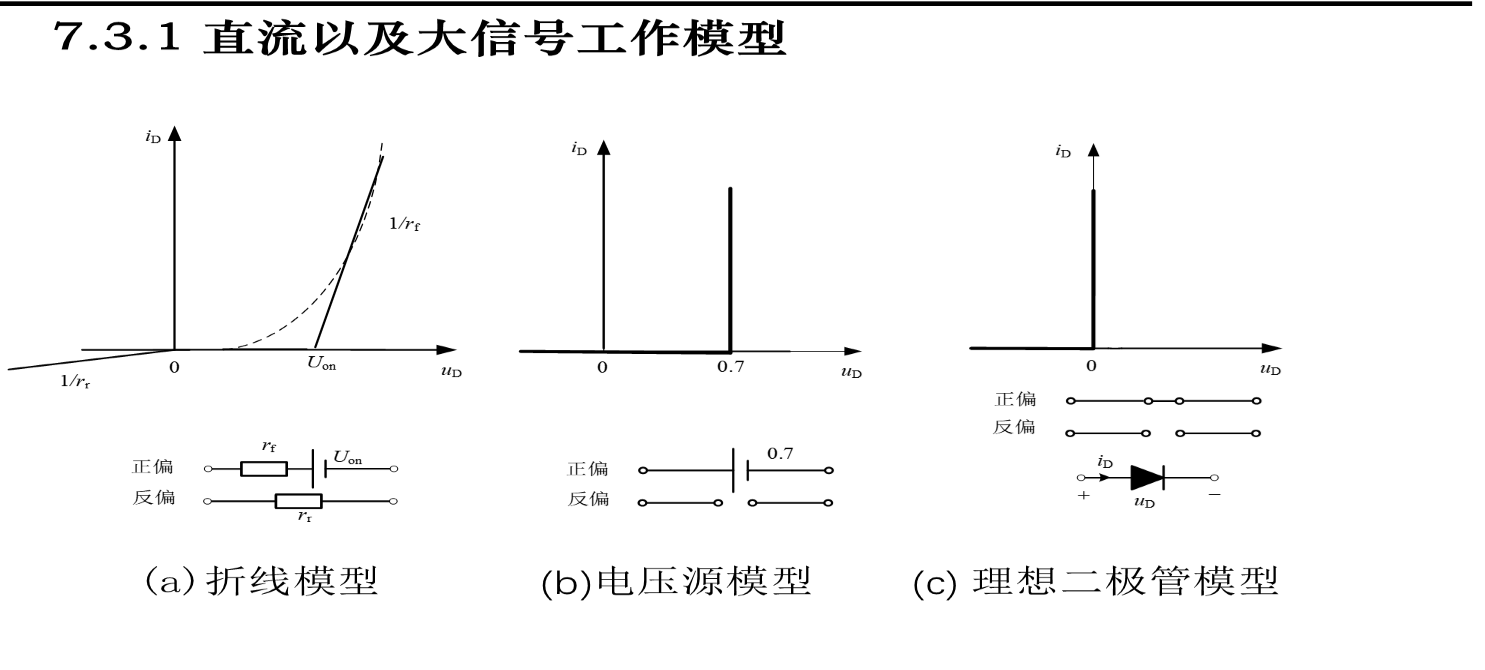 7.3.1 直流以及大信号工作模型
iD
1/rf
1/rr
0
Uon
uD
正偏
rf
Uon
反偏
rr
(a) 折线模型
iD
0
0.7
uD
正偏
0.7
反偏
(b)电压源模型
iD
0
uD
正偏
反偏
iD
+
uD
−
(c) 理想二极管模型